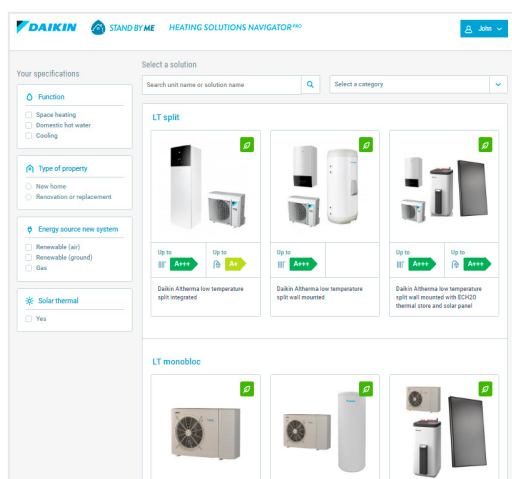 DAIKIN STAND BY ME HEATING SOLUTIONS NAVIGATOR PRO John
Your specifications
Function
Space heating
Domestic hot water
Cooling
Type of property
New home
Renovation or replacement
Energy source new system
Renewable (air)
Renewable (ground)
Gas
Solar thermal
Yes
Select a solution
Search unit name or solution name
Select a category
LT split
Up to
A+++
Up to
A+
Daikin Altherma low temperature
split integrated
Up to
A+++
Daikin Altherma low temperature
split wall mounted
Up to
A+++
Up to
A+++
Daikin Altherma low temperature
split wall mounted with ECH2O
thermal store and solar panel
LT monobloc